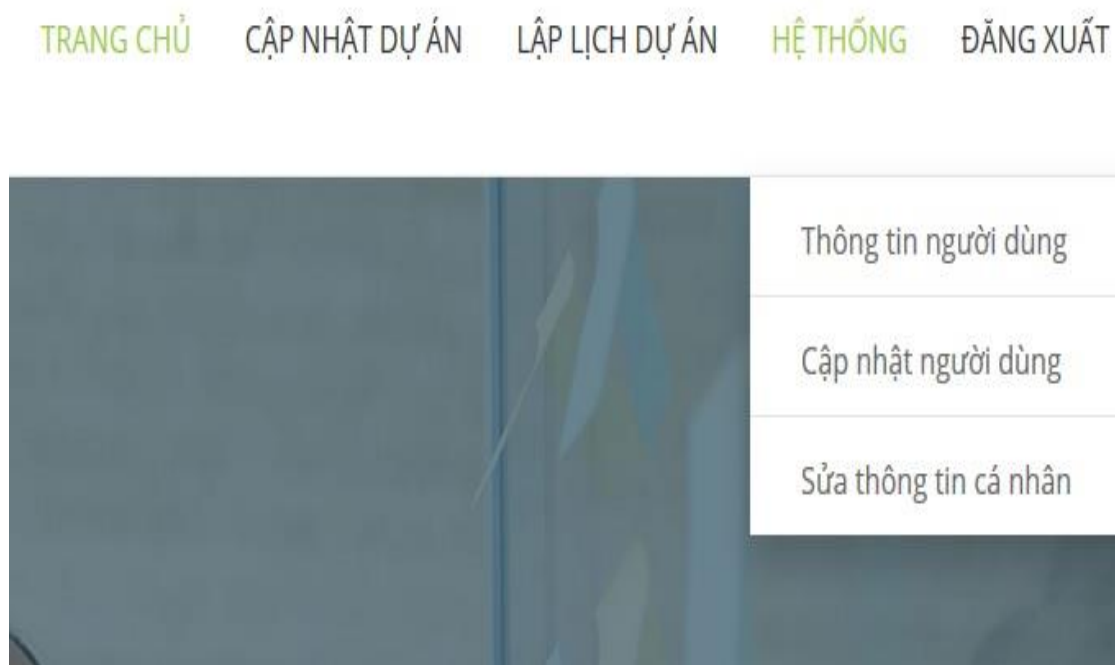 TRANG CHỦ CẬP NHẬT DỰ ÁN LẬP LỊCH DỰ ÁN HỆ THỐNG ĐĂNG XUẤT
Thông tin người dùng
Cập nhật người dùng
Sửa thông tin cá nhân